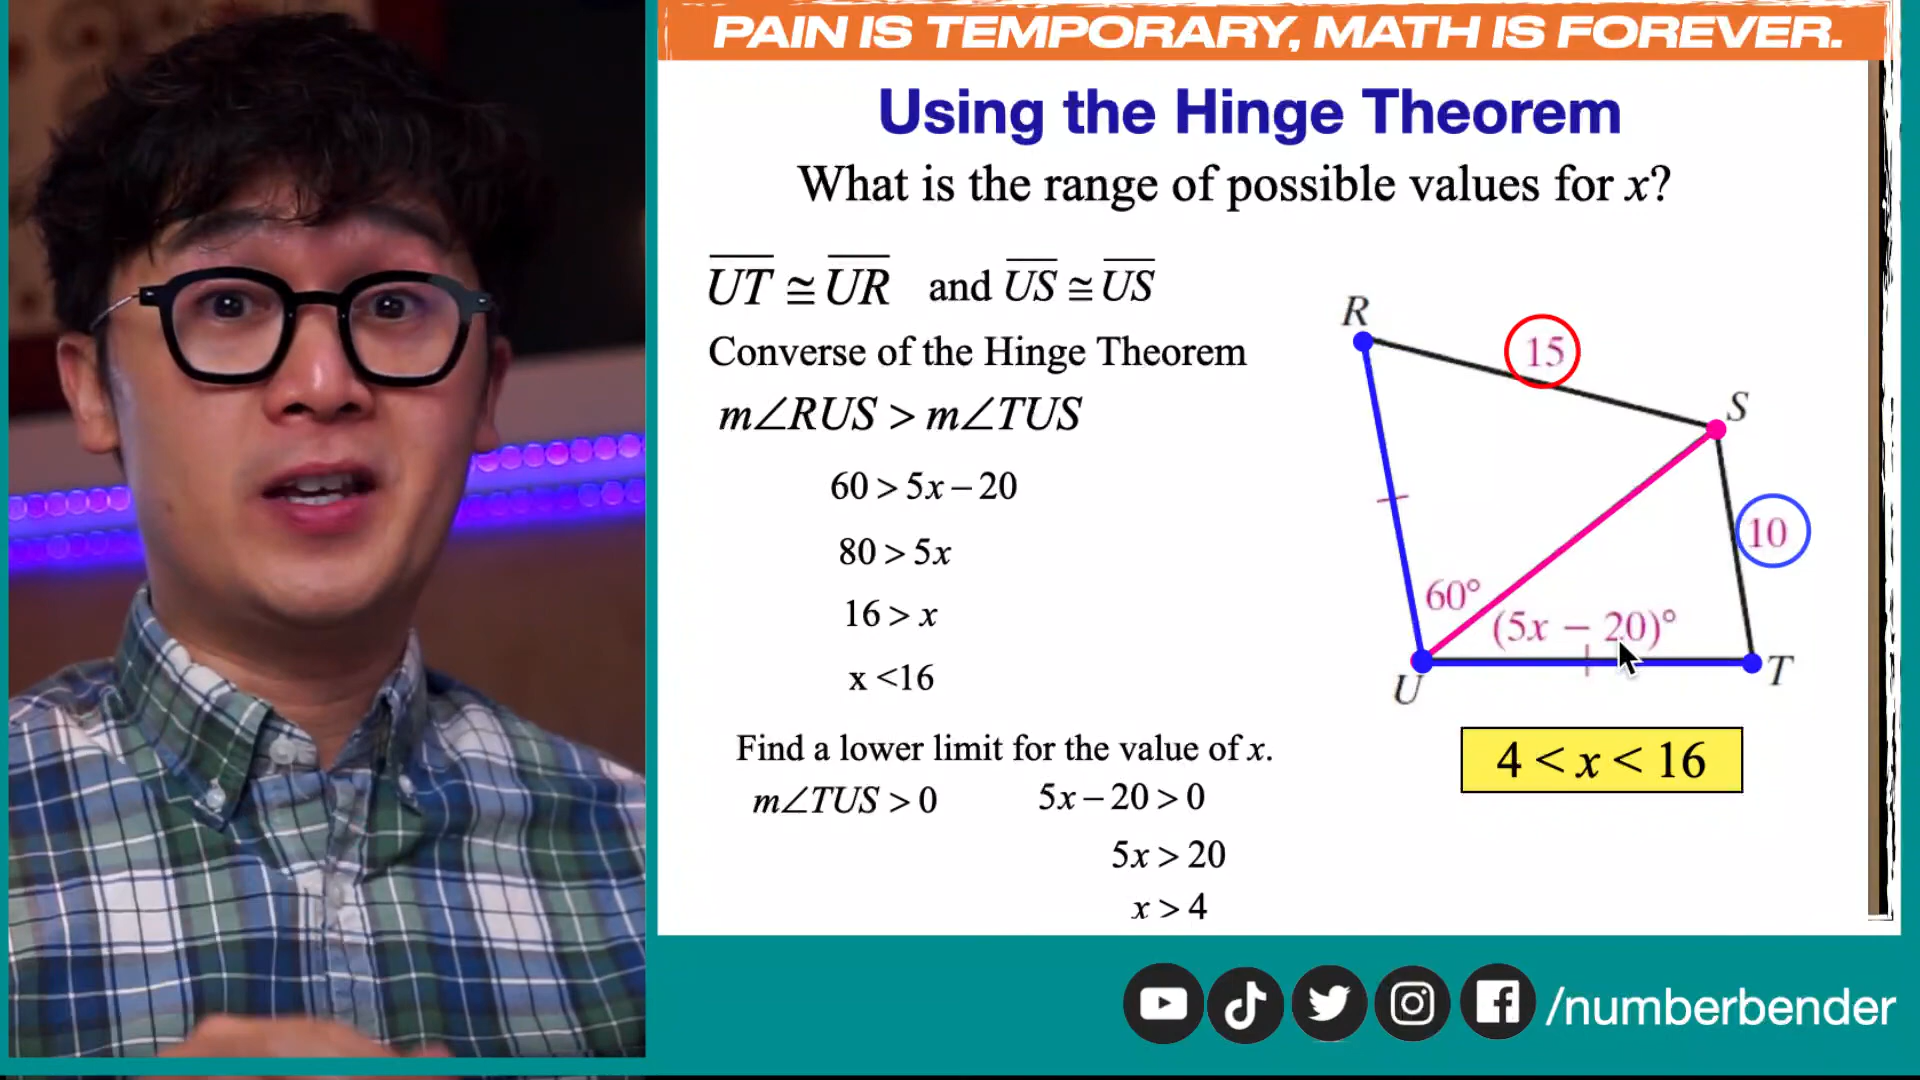 PAIN IS TEMPORARY, MATH IS FOREVER.
Using the Hinge Theorem
What is the range of possible values for x?
UT ≅ UR and US ≅ US
Converse of the Hinge Theorem
m∠RUS > m∠TUS
60 > 5x – 20
80 > 5x
16 > x
x <16
Find a lower limit for the value of x.
m∠TUS > 0 5x – 20 > 0
5x > 20
x > 4
R
15
S
10
60°
(5x – 20)°
U
T
4 < x < 16
/numberbender